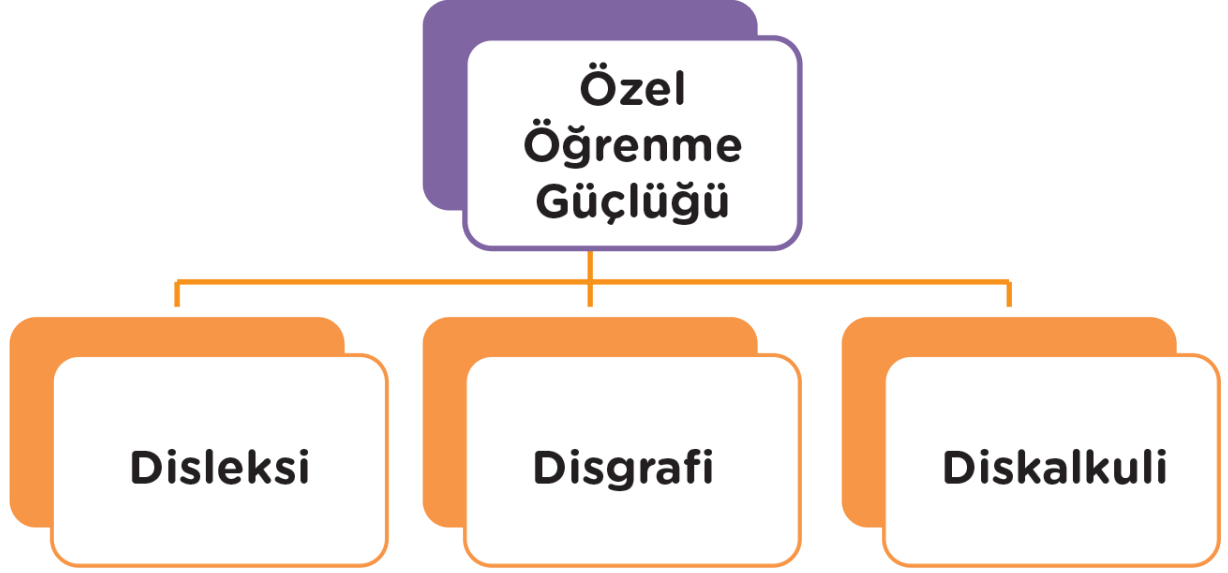 Özel
Öğrenme
Güçlüğü
Disleksi
Disgrafi
Diskalkuli